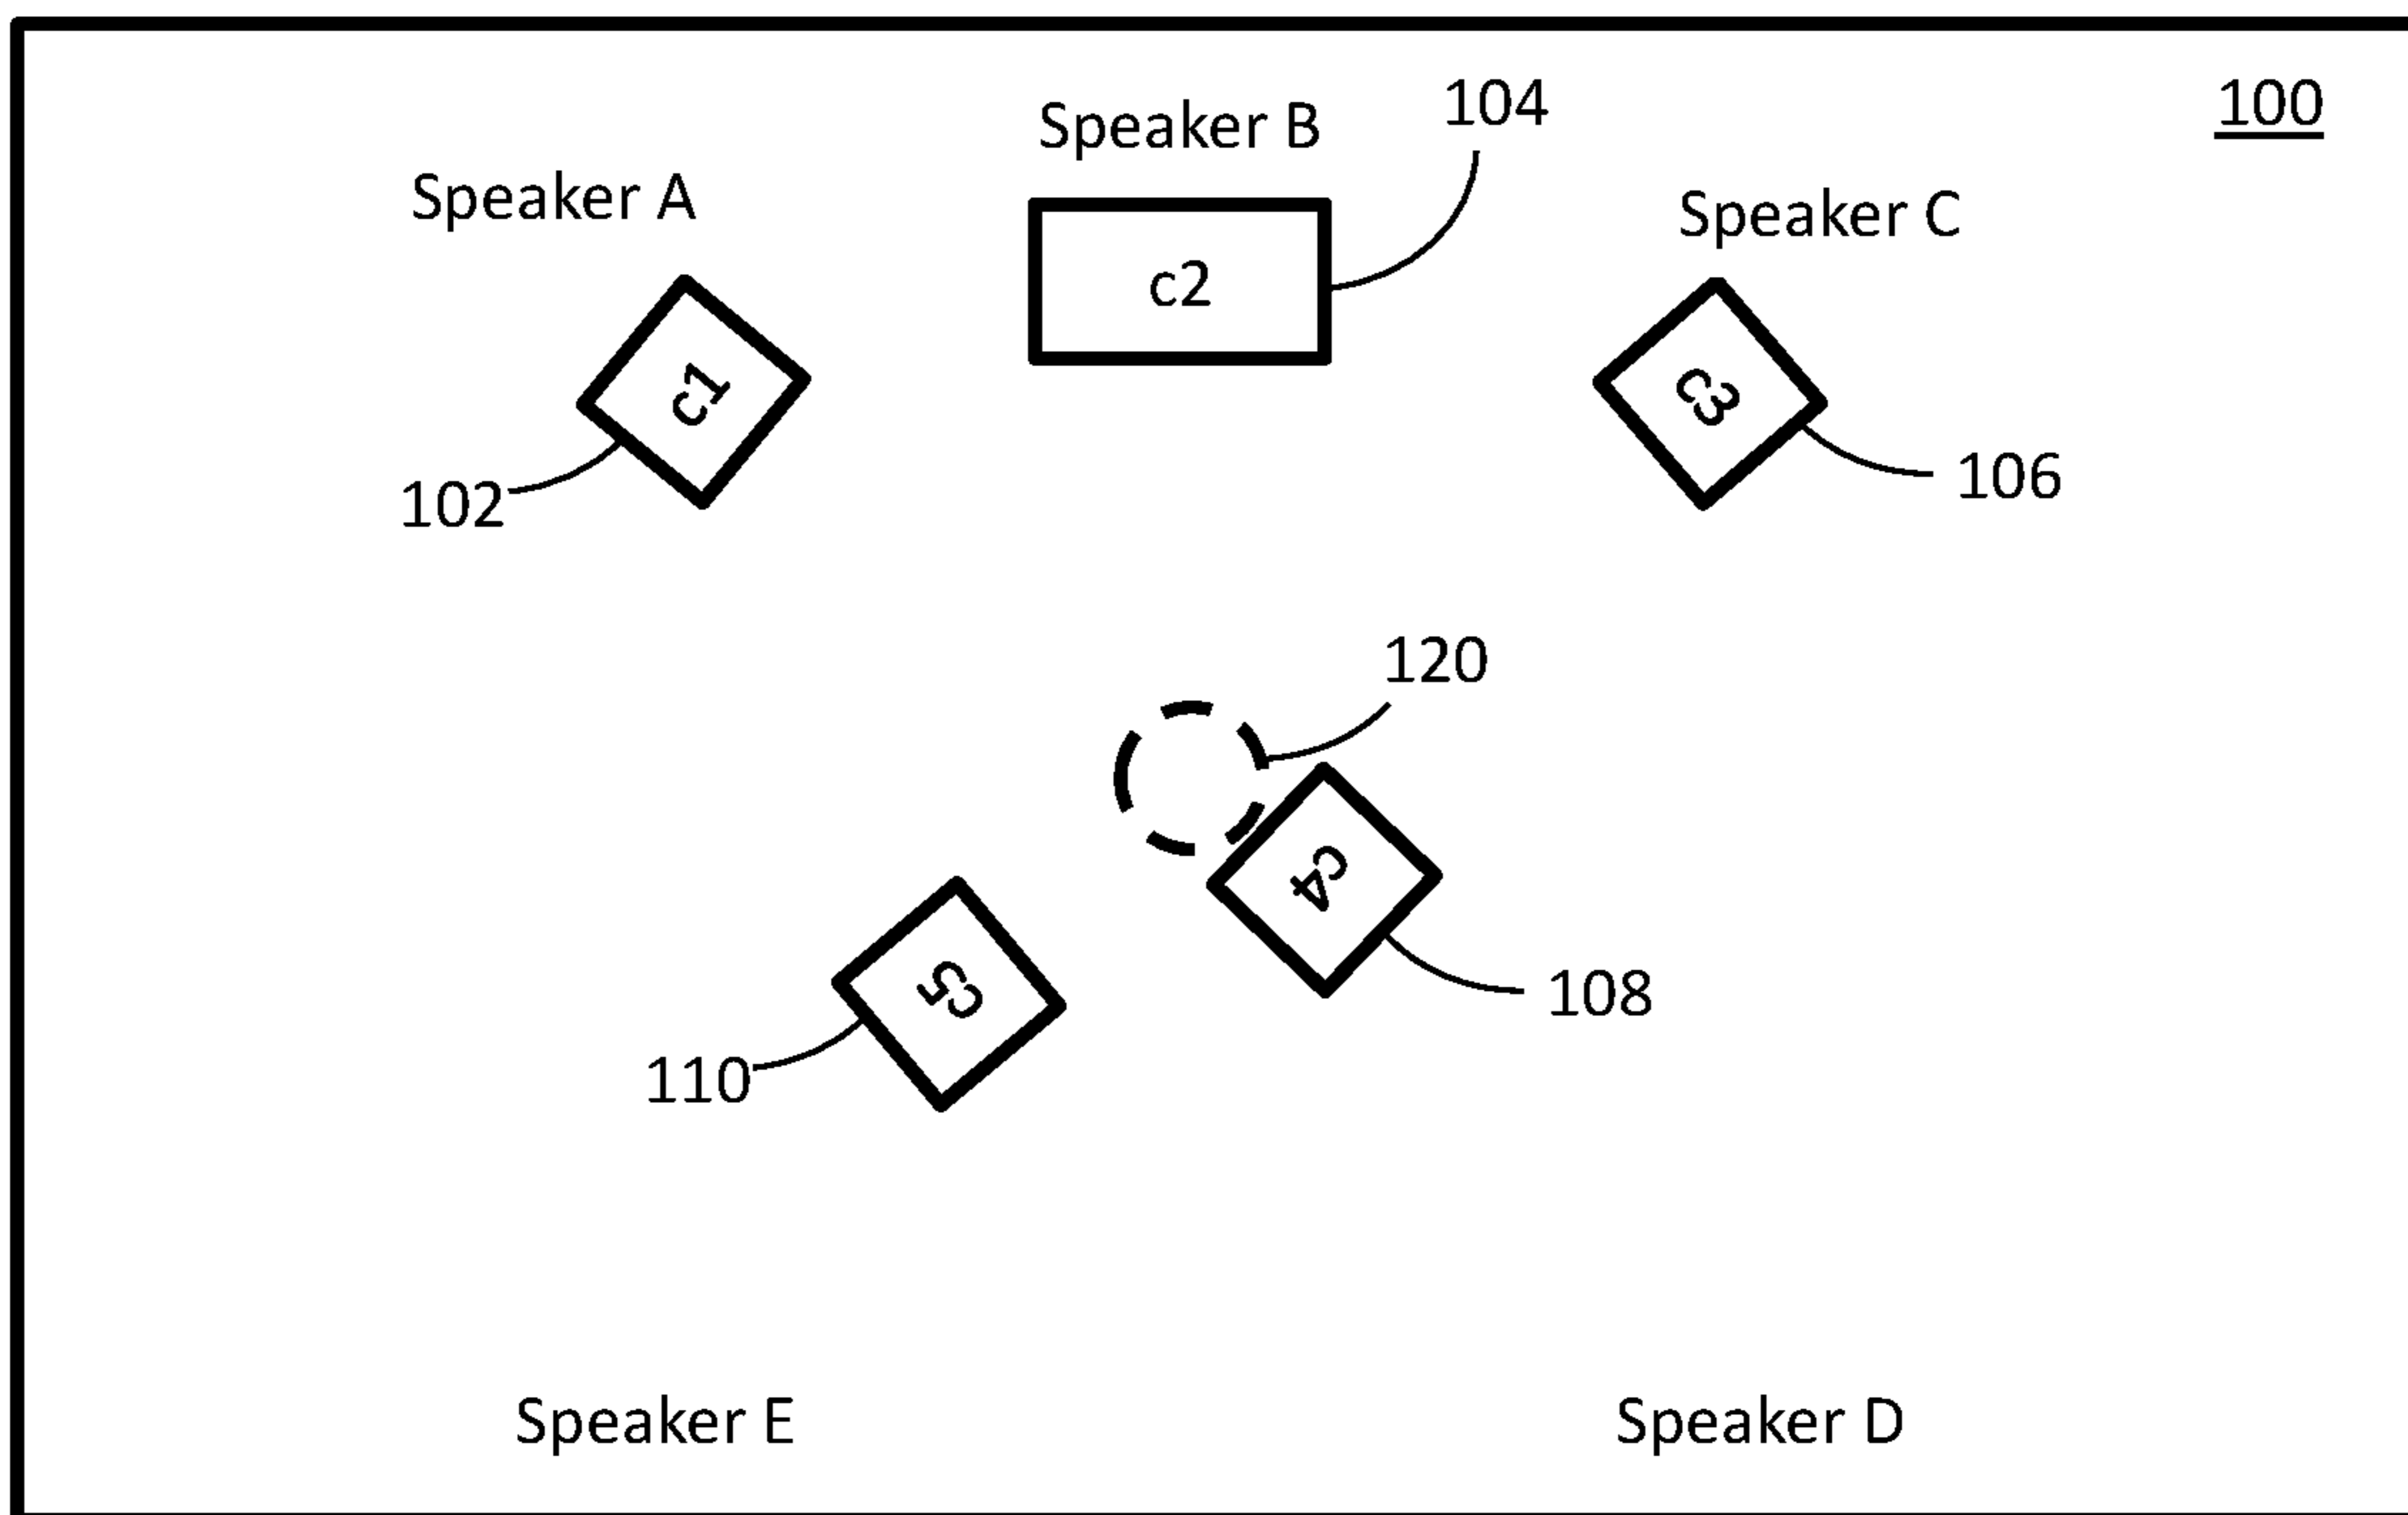 100
104
Speaker B
Speaker A
Speaker C
c2
c1
c3
102
106
120
c4
c5
108
110
Speaker E
Speaker D